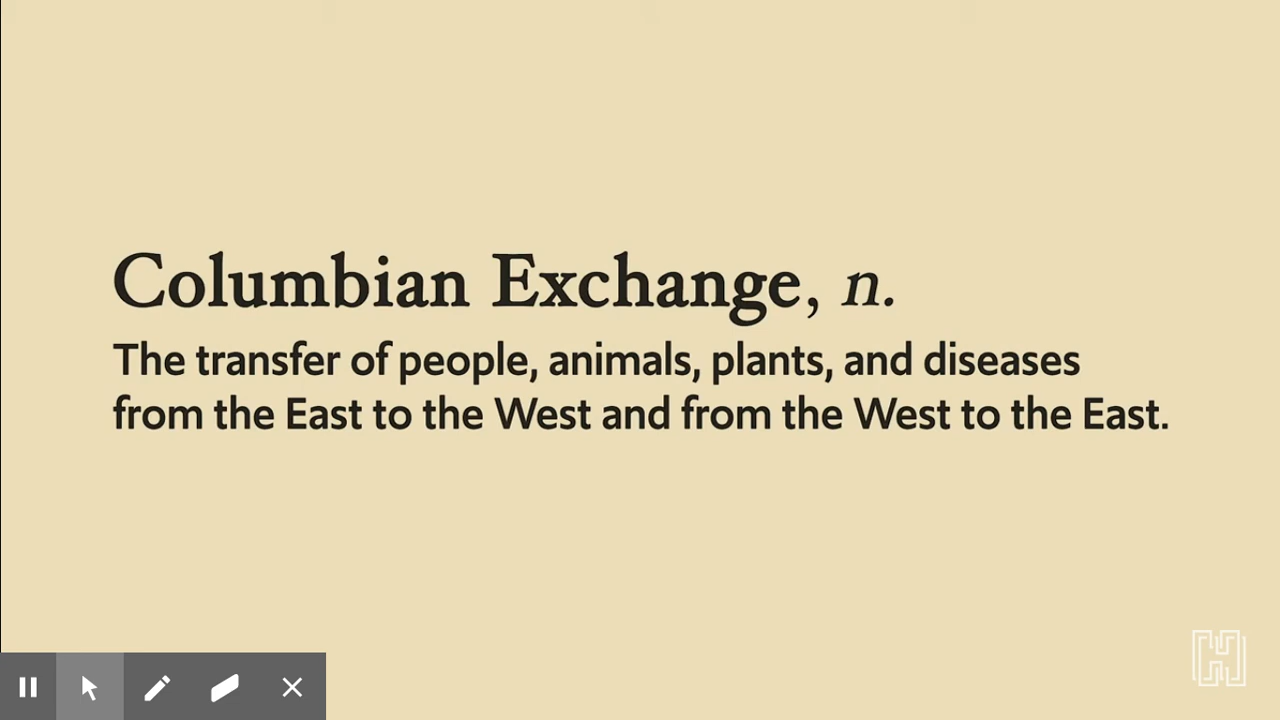 Columbian Exchange, n.
The transfer of people, animals, plants, and diseases
from the East to the West and from the West to the East.